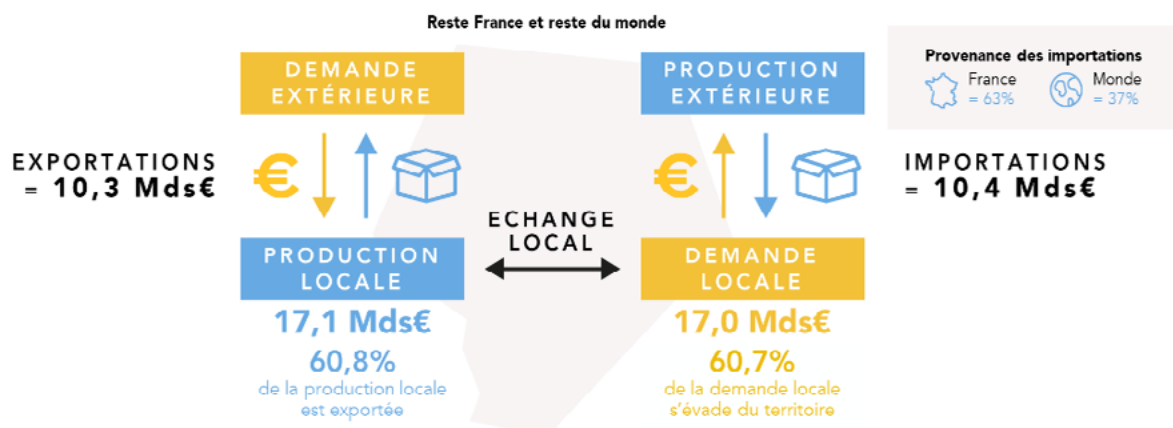 Reste France et reste du monde
DEMANDE
EXTÉRIEURE
PRODUCTION
EXTÉRIEURE
Provenance des importations
France
= 63%
Monde
= 37%
EXPORTATIONS
= 10,3 Mds€
€
€
IMPORTATIONS
= 10,4 Mds€
ECHANGE
LOCAL
PRODUCTION
LOCALE
DEMANDE
LOCALE
17,1 Mds€
17,0 Mds€
60,8%
60,7%
de la production locale
est exportée
de la demande locale
s'évade du territoire